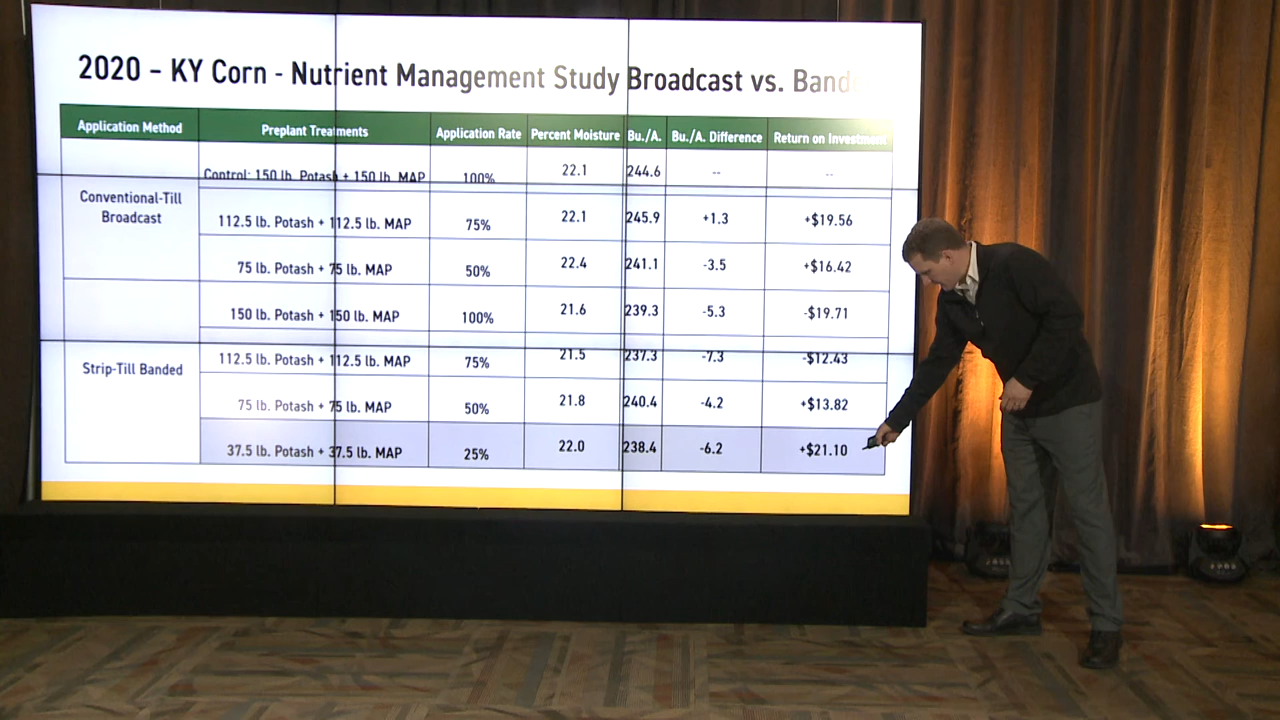 2020 – KY Corn - Nutrient Management Study Broadcast vs. Band
Application Method Preplant Treatments Application Rate Percent Moisture Bu./A. Bu./A. Difference Return on Investment
Control: 150 lb. Potash + 150 lb. MAP 100% 22.1 244.6 -- --
Conventional-Till
Broadcast
112.5 lb. Potash + 112.5 lb. MAP 75% 22.1 245.9 +1.3 +$19.56
75 lb. Potash + 75 lb. MAP 50% 22.4 241.1 -3.5 +$16.42
150 lb. Potash + 150 lb. MAP 100% 21.6 239.3 -5.3 -$19.71
112.5 lb. Potash + 112.5 lb. MAP 75% 21.5 237.3 -7.3 -$12.43
Strip-Till Banded
75 lb. Potash + 75 lb. MAP 50% 21.8 240.4 -4.2 +$13.82
37.5 lb. Potash + 37.5 lb. MAP 25% 22.0 238.4 -6.2 +$21.10